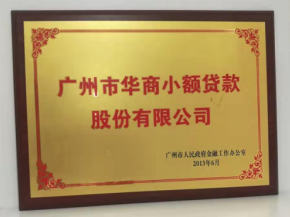 广州市华商小额贷款
股份有限公司
广州市人民政府金融工作办公室
2013年6月